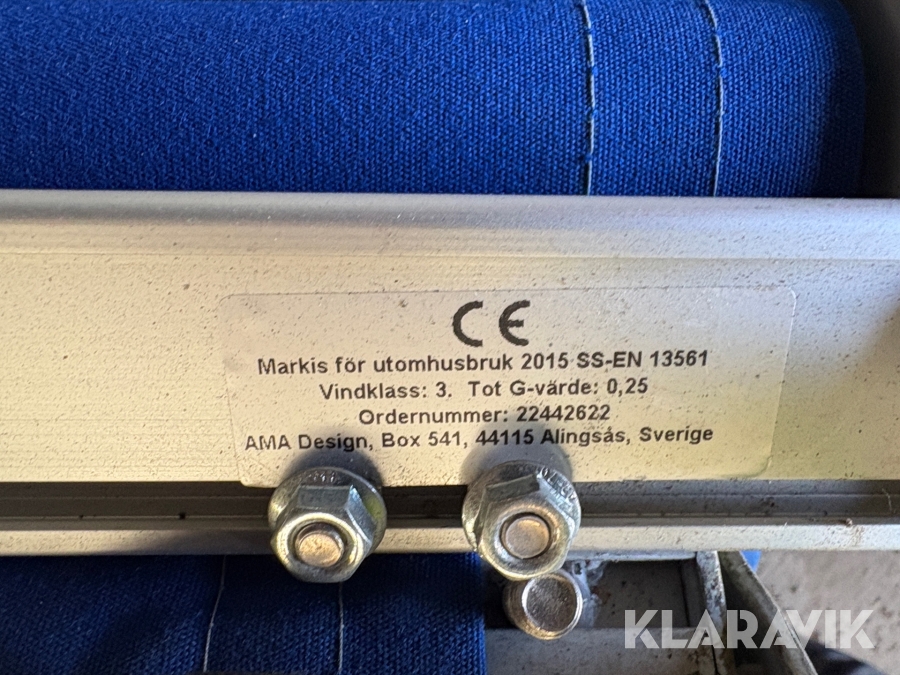 CE
Markis för utomhusbruk 2015 SS-EN 13561
Vindklass: 3. Tot G-värde: 0,25
Ordernummer: 22442622
AMA Design, Box 541, 44115 Alingsås, Sverige
KLARAVIK